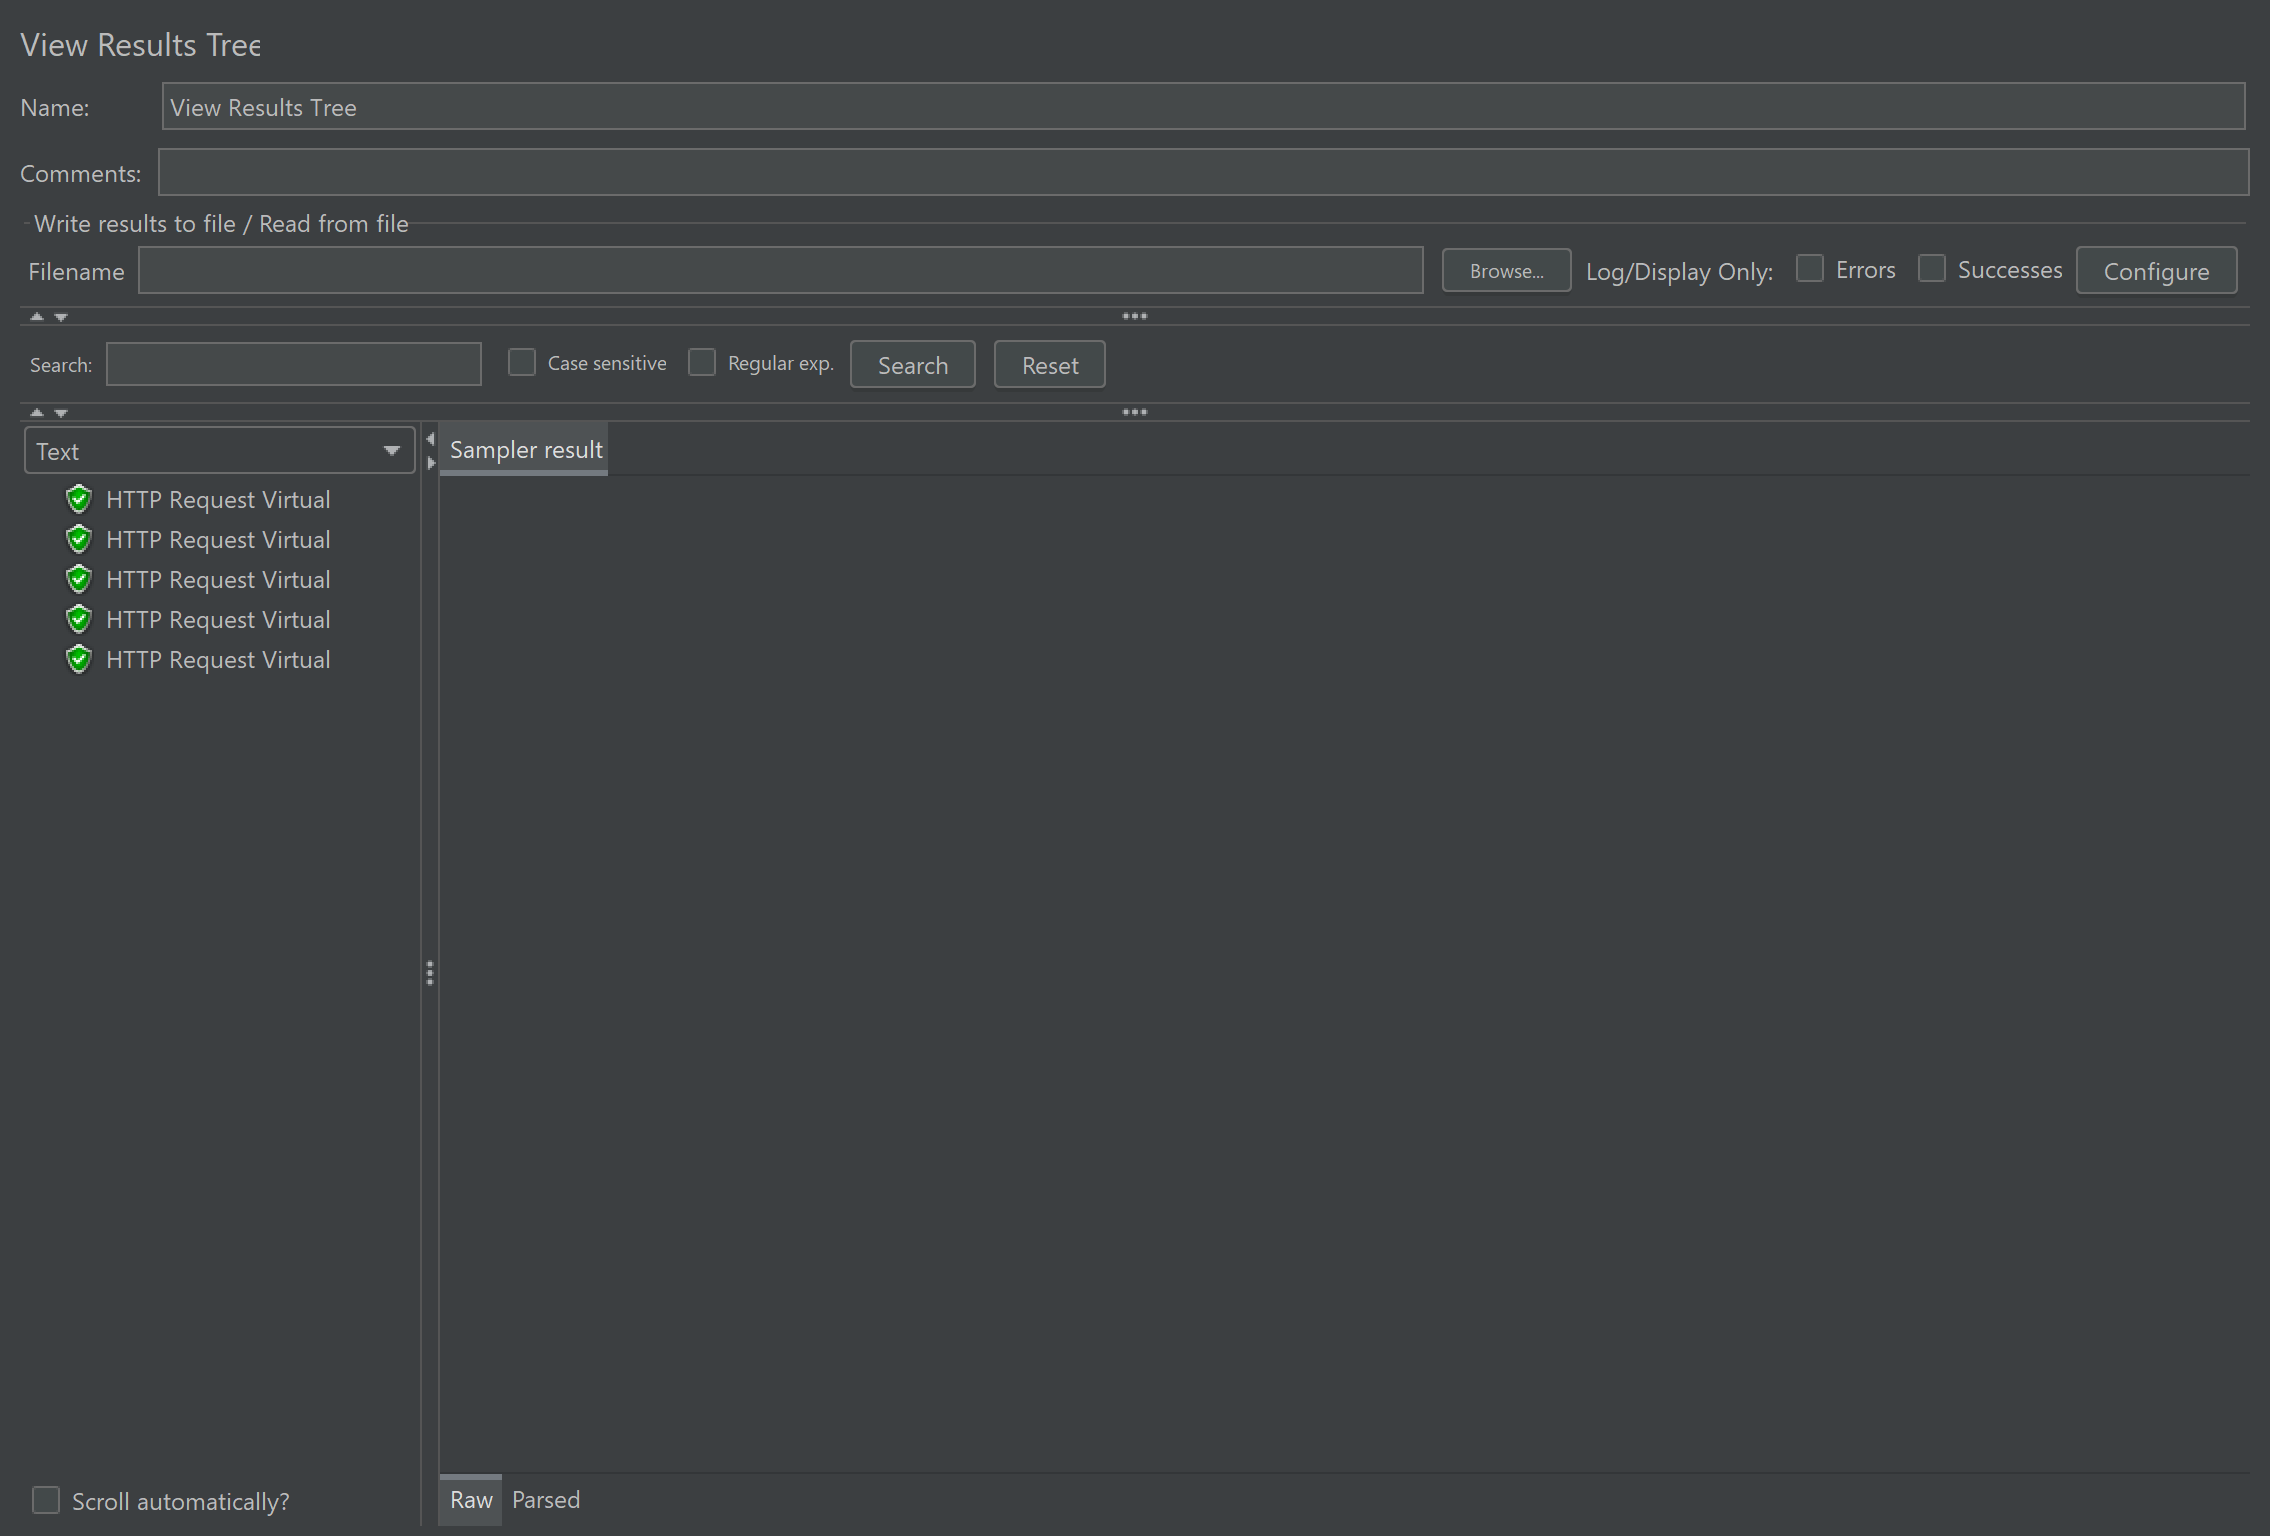 View Results Tree
Name: View Results Tree
Comments:
Write results to file / Read from file
Filename Browse... Log/Display Only: Errors Successes Configure
Search: Case sensitive Regular exp. Search Reset
Text Sampler result
HTTP Request Virtual
HTTP Request Virtual
HTTP Request Virtual
HTTP Request Virtual
HTTP Request Virtual
Scroll automatically? Raw Parsed